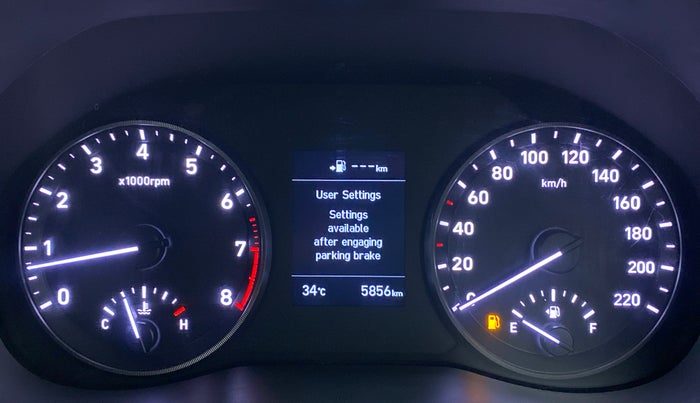 0
1
2
3
4
5
6
7
8
x1000rpm
C
H
---km
User Settings
Settings
available
after engaging
parking brake
34°C
5856km
0
20
40
60
80
100
120
140
160
180
200
220
km/h
E
F